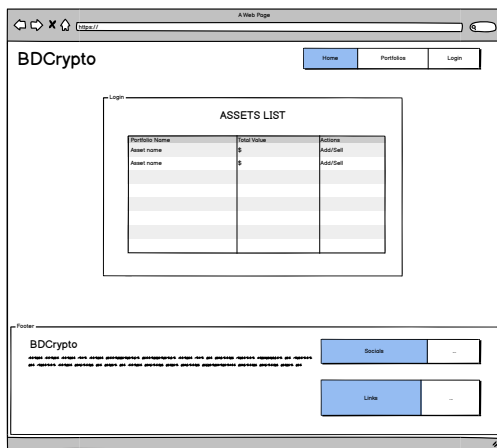 A Web Page
https://
BDCrypto
Home Portfolios Login
Login
ASSETS LIST
Portfolio Name Total Value Actions
Asset name $ Add/Sell
Asset name $ Add/Sell
Footer
BDCrypto
Socials ...
Links ...